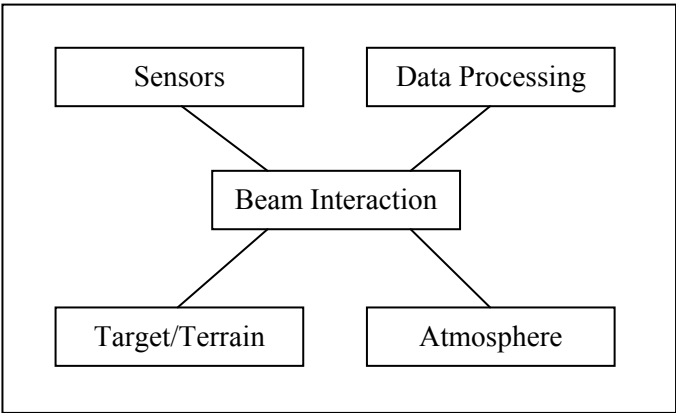 Sensors
Data Processing
Beam Interaction
Target/Terrain
Atmosphere